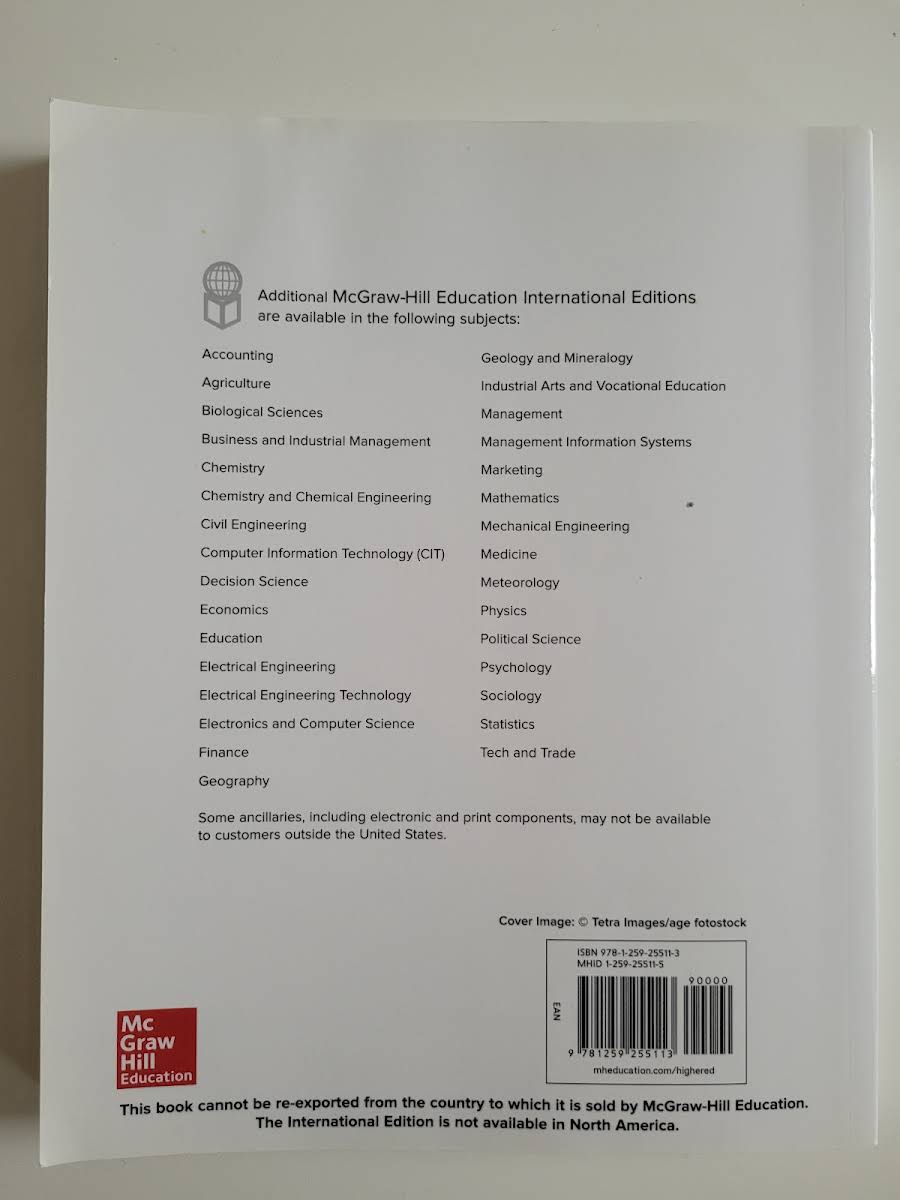 Additional McGraw-Hill Education International Editions
are available in the following subjects:
Accounting
Agriculture
Biological Sciences
Business and Industrial Management
Chemistry
Chemistry and Chemical Engineering
Civil Engineering
Computer Information Technology (CIT)
Decision Science
Economics
Education
Electrical Engineering
Electrical Engineering Technology
Electronics and Computer Science
Finance
Geography
Geology and Mineralogy
Industrial Arts and Vocational Education
Management
Management Information Systems
Marketing
Mathematics
Mechanical Engineering
Medicine
Meteorology
Physics
Political Science
Psychology
Sociology
Statistics
Tech and Trade
Some ancillaries, including electronic and print components, may not be available
to customers outside the United States.
Cover Image: © Tetra Images/age fotostock
ISBN 978-1-259-25511-3
MHID 1-259-25511-5
90000
EAN
9 781259 255113
mheducation.com/highered
Mc
Graw
Hill
Education
This book cannot be re-exported from the country to which it is sold by McGraw-Hill Education.
The International Edition is not available in North America.